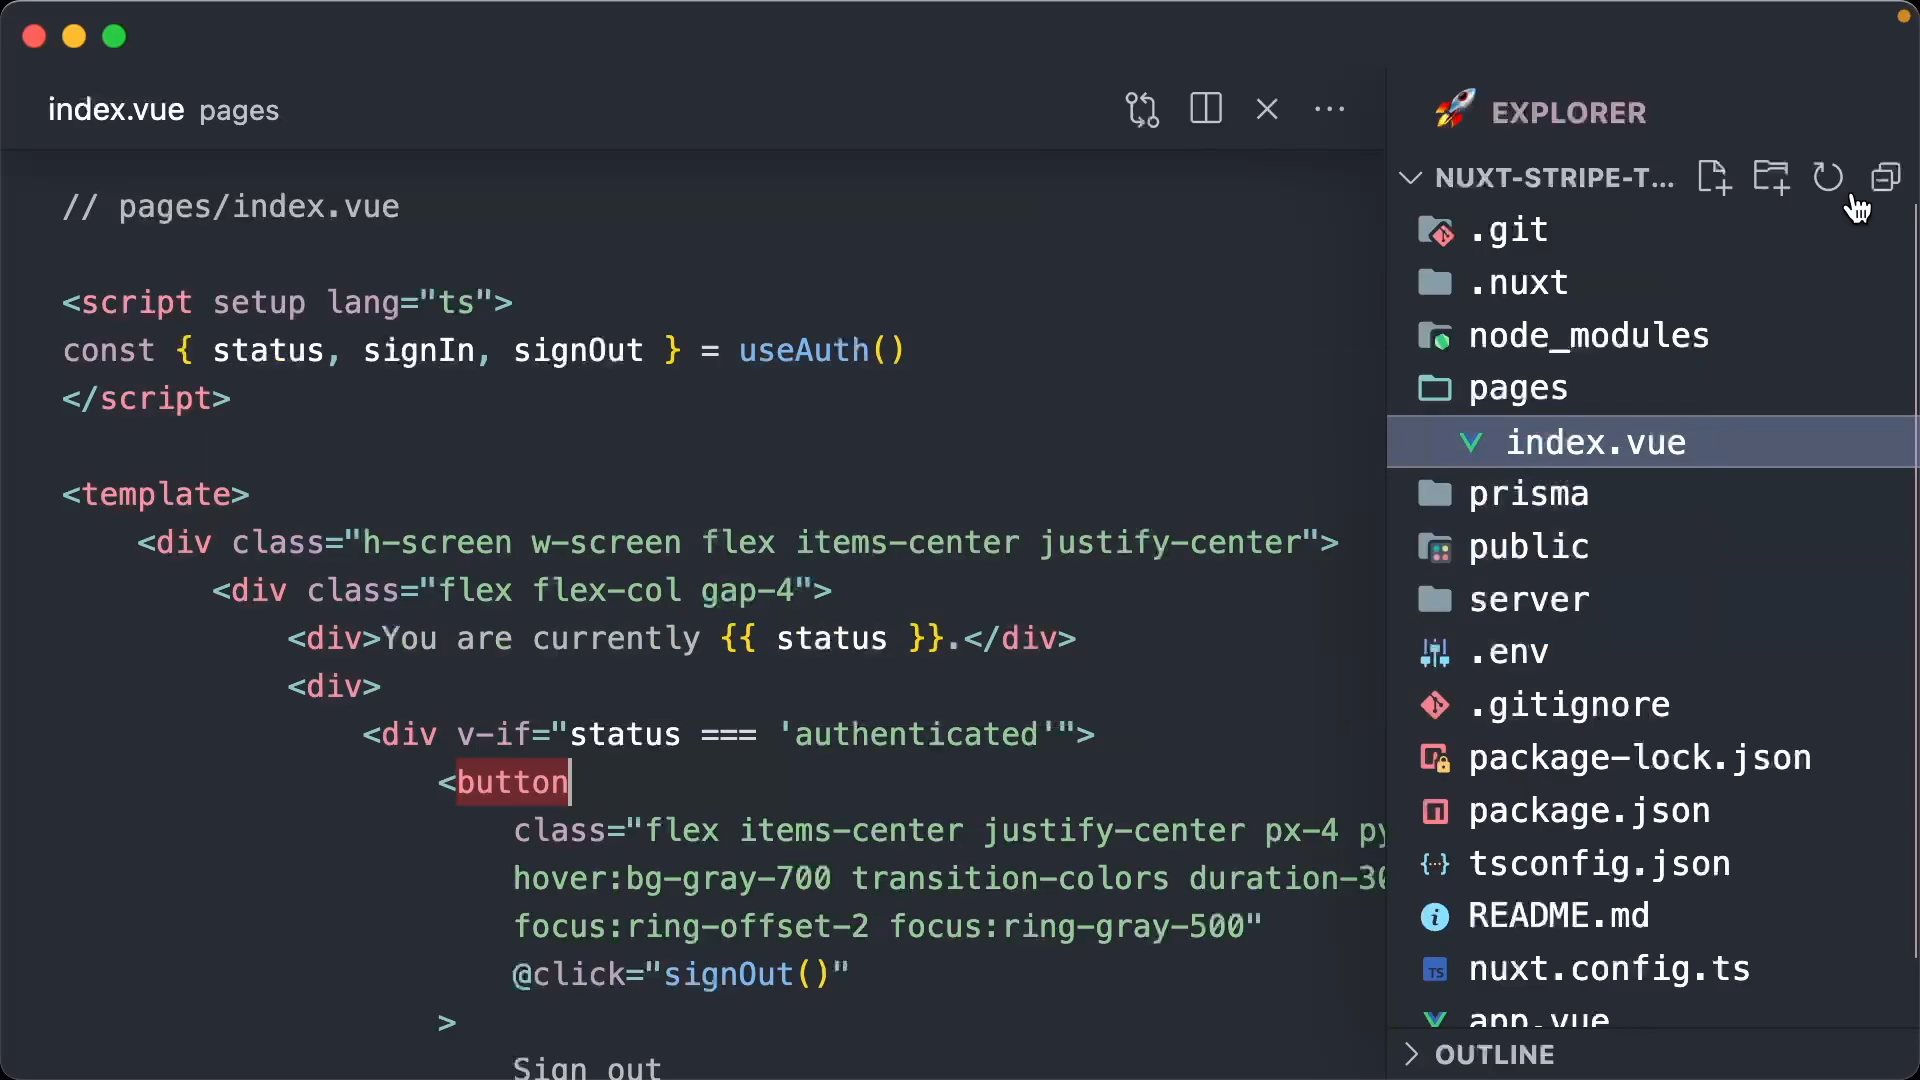 index.vue pages
// pages/index.vue
<script setup lang="ts">
const { status, signIn, signOut } = useAuth()
</script>
<template>
<div class="h-screen w-screen flex items-center justify-center">
<div class="flex flex-col gap-4">
<div>You are currently {{ status }}.</div>
<div>
<div v-if="status === 'authenticated'">
<button
class="flex items-center justify-center px-4 py
hover:bg-gray-700 transition-colors duration-30
focus:ring-offset-2 focus:ring-gray-500"
@click="signOut()"
>
Sign out
EXPLORER
NUXT-STRIPE-T...
.git
.nuxt
node_modules
pages
index.vue
prisma
public
server
.env
.gitignore
package-lock.json
package.json
tsconfig.json
README.md
nuxt.config.ts
app.vue
OUTLINE